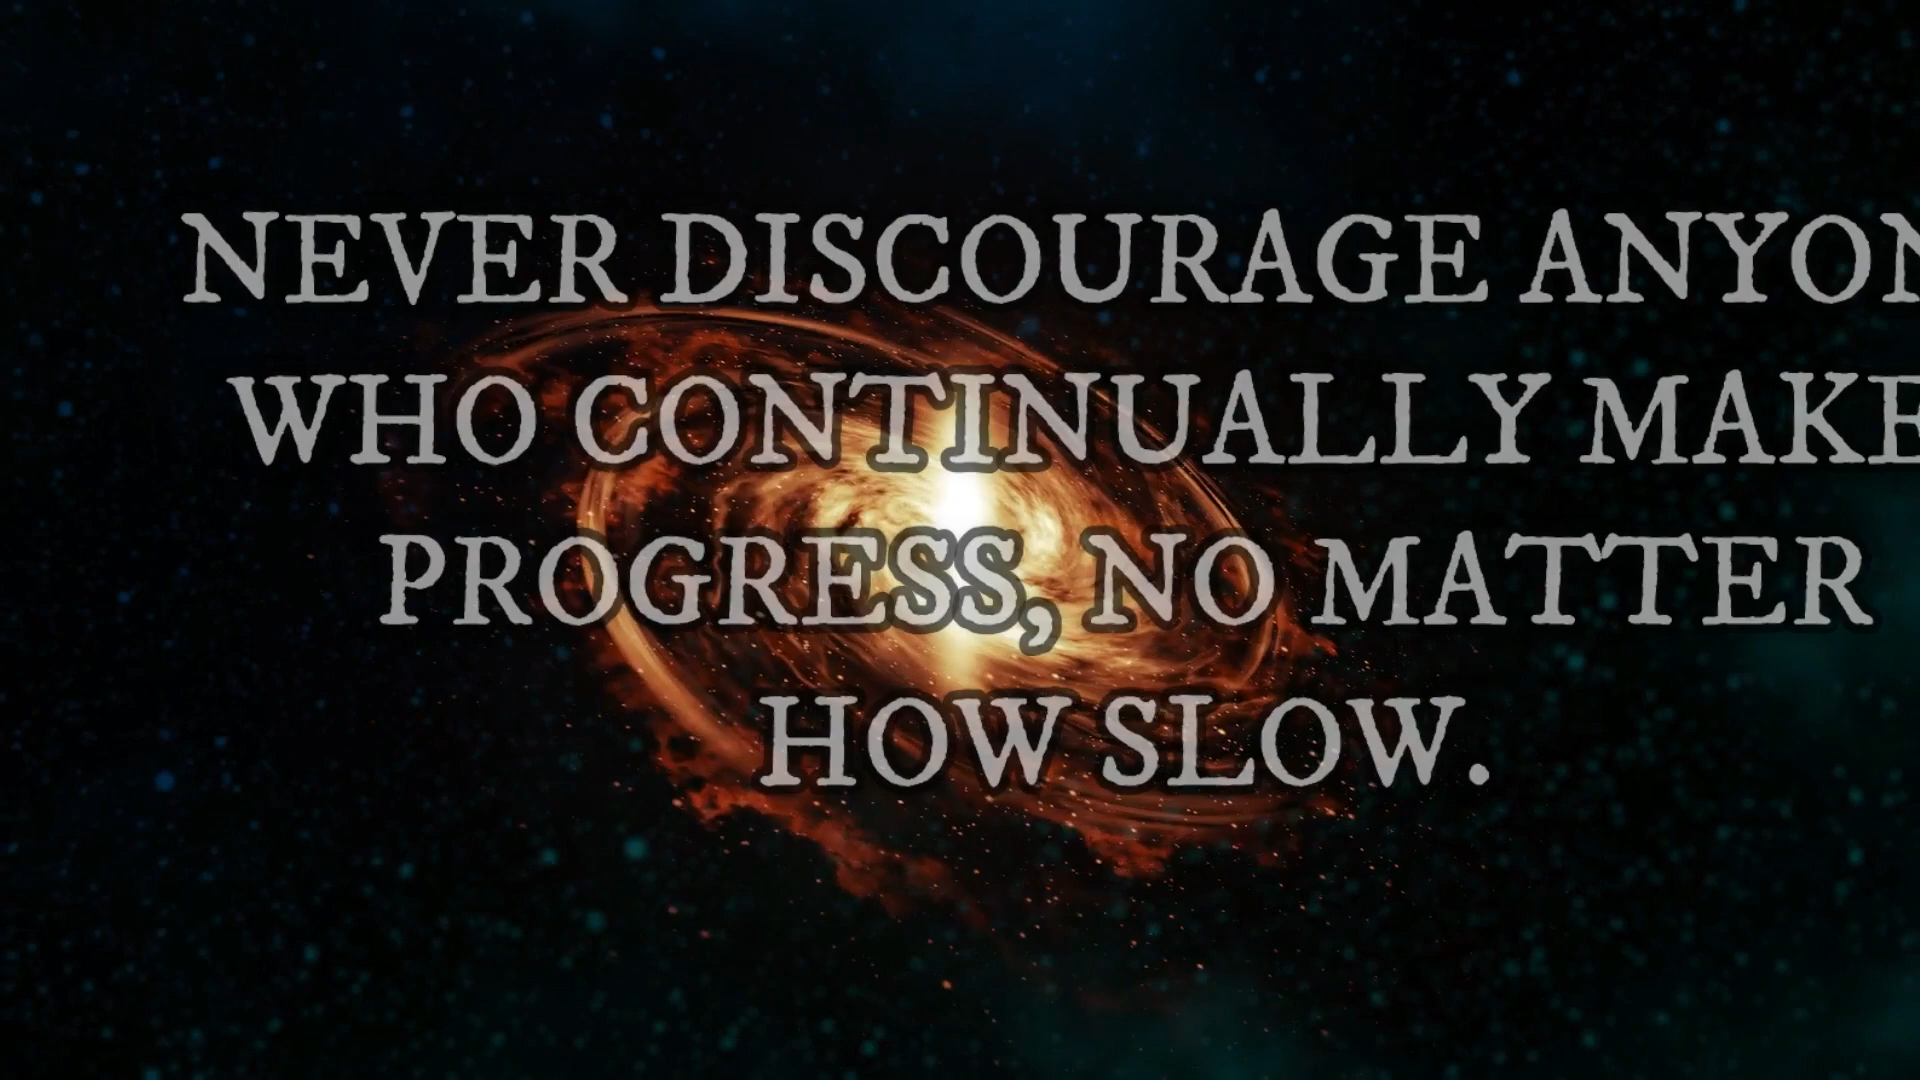 NEVER DISCOURAGE ANYON
WHO CONTINUALLY MAKE
PROGRESS, NO MATTER
HOW SLOW.